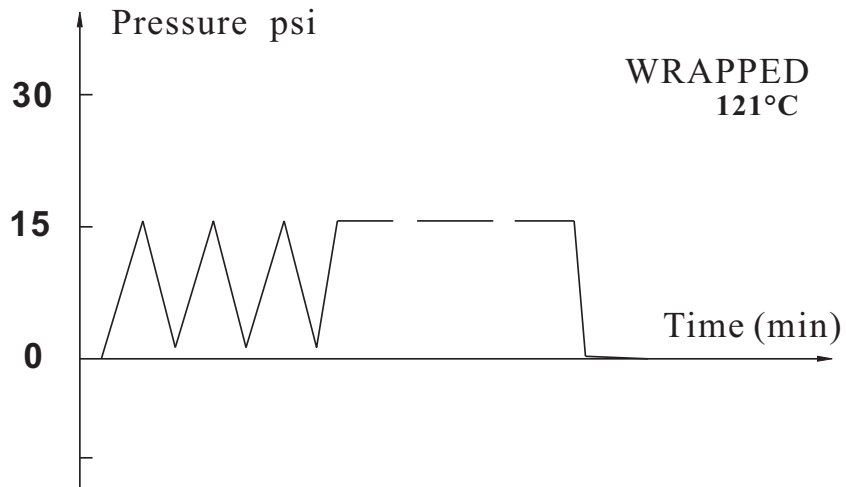 Pressure psi
WRAPPED
30
121°C
15
Time (min)
0